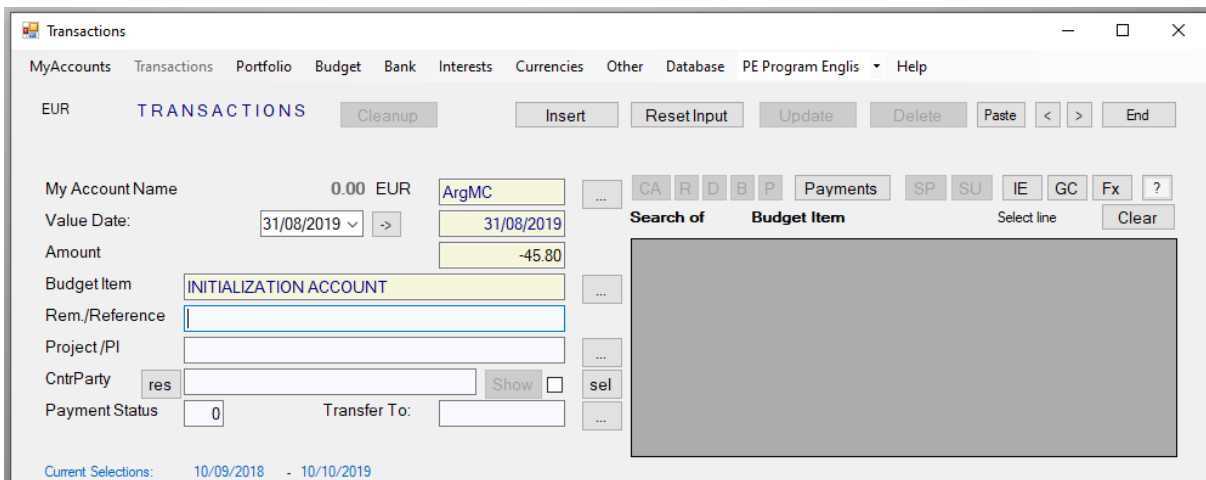 Transactions
MyAccounts Transactions Portfolio Budget Bank Interests Currencies Other Database PE Program Englis Help
EUR TRANSACTIONS Cleanup Insert Reset Input Update Delete Paste < > End
My Account Name 0.00 EUR ArgMC ... CA R D B P Payments SP SU IE GC Fx ?
Value Date: 31/08/2019 -> 31/08/2019 Search of Budget Item Select line Clear
Amount -45.80
Budget Item INITIALIZATION ACCOUNT ...
Rem./Reference
Project /PI ...
CntrParty res Show sel
Payment Status 0 Transfer To: ...
Current Selections: 10/09/2018 - 10/10/2019